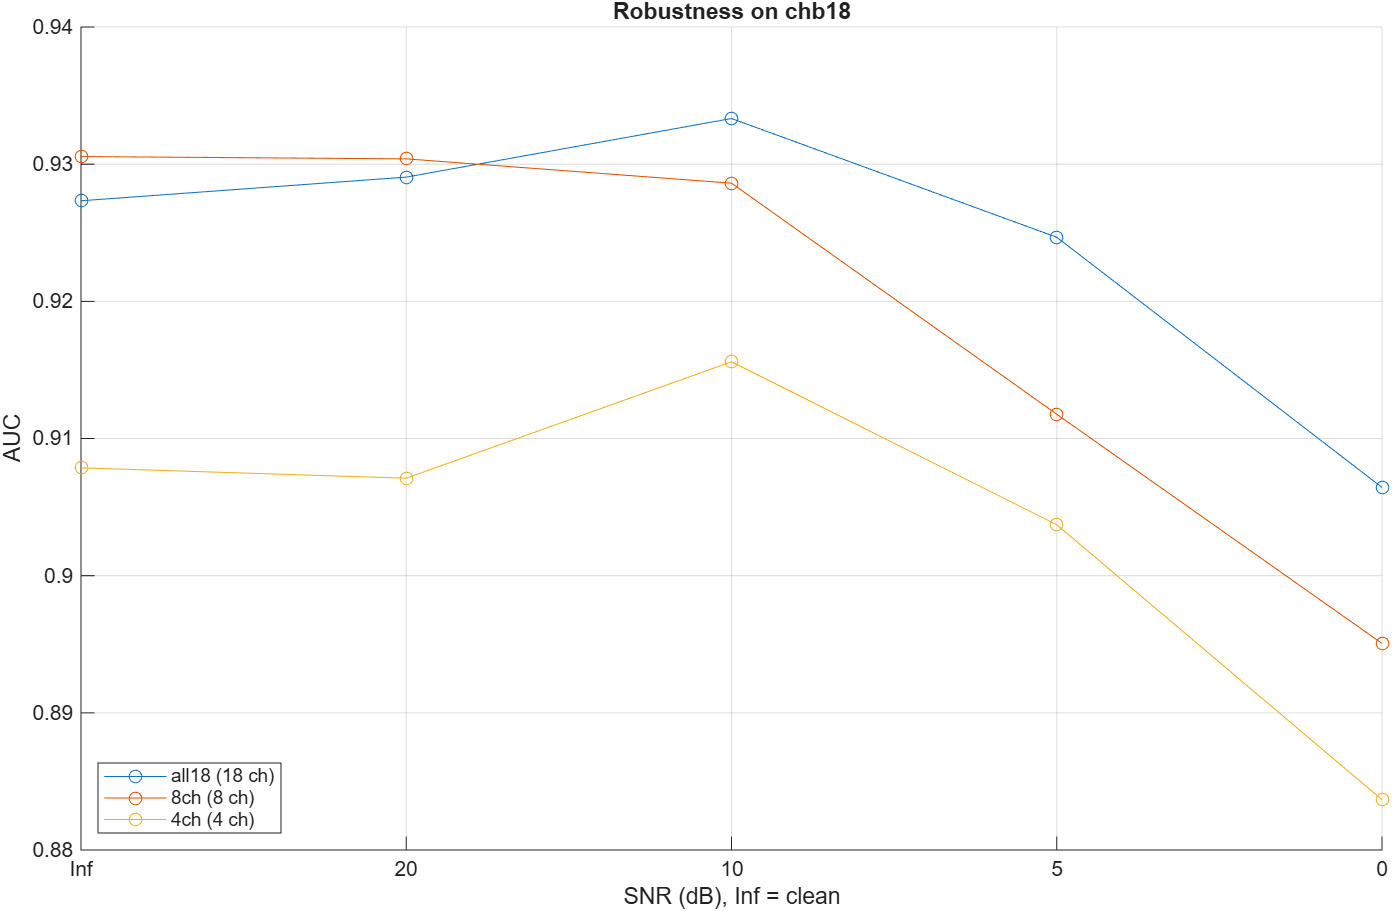 Robustness on chb18
0.94
0.93
0.92
0.91
0.9
0.89
0.88
AUC
all18 (18 ch)
8ch (8 ch)
4ch (4 ch)
Inf
20
10
5
0
SNR (dB), Inf = clean